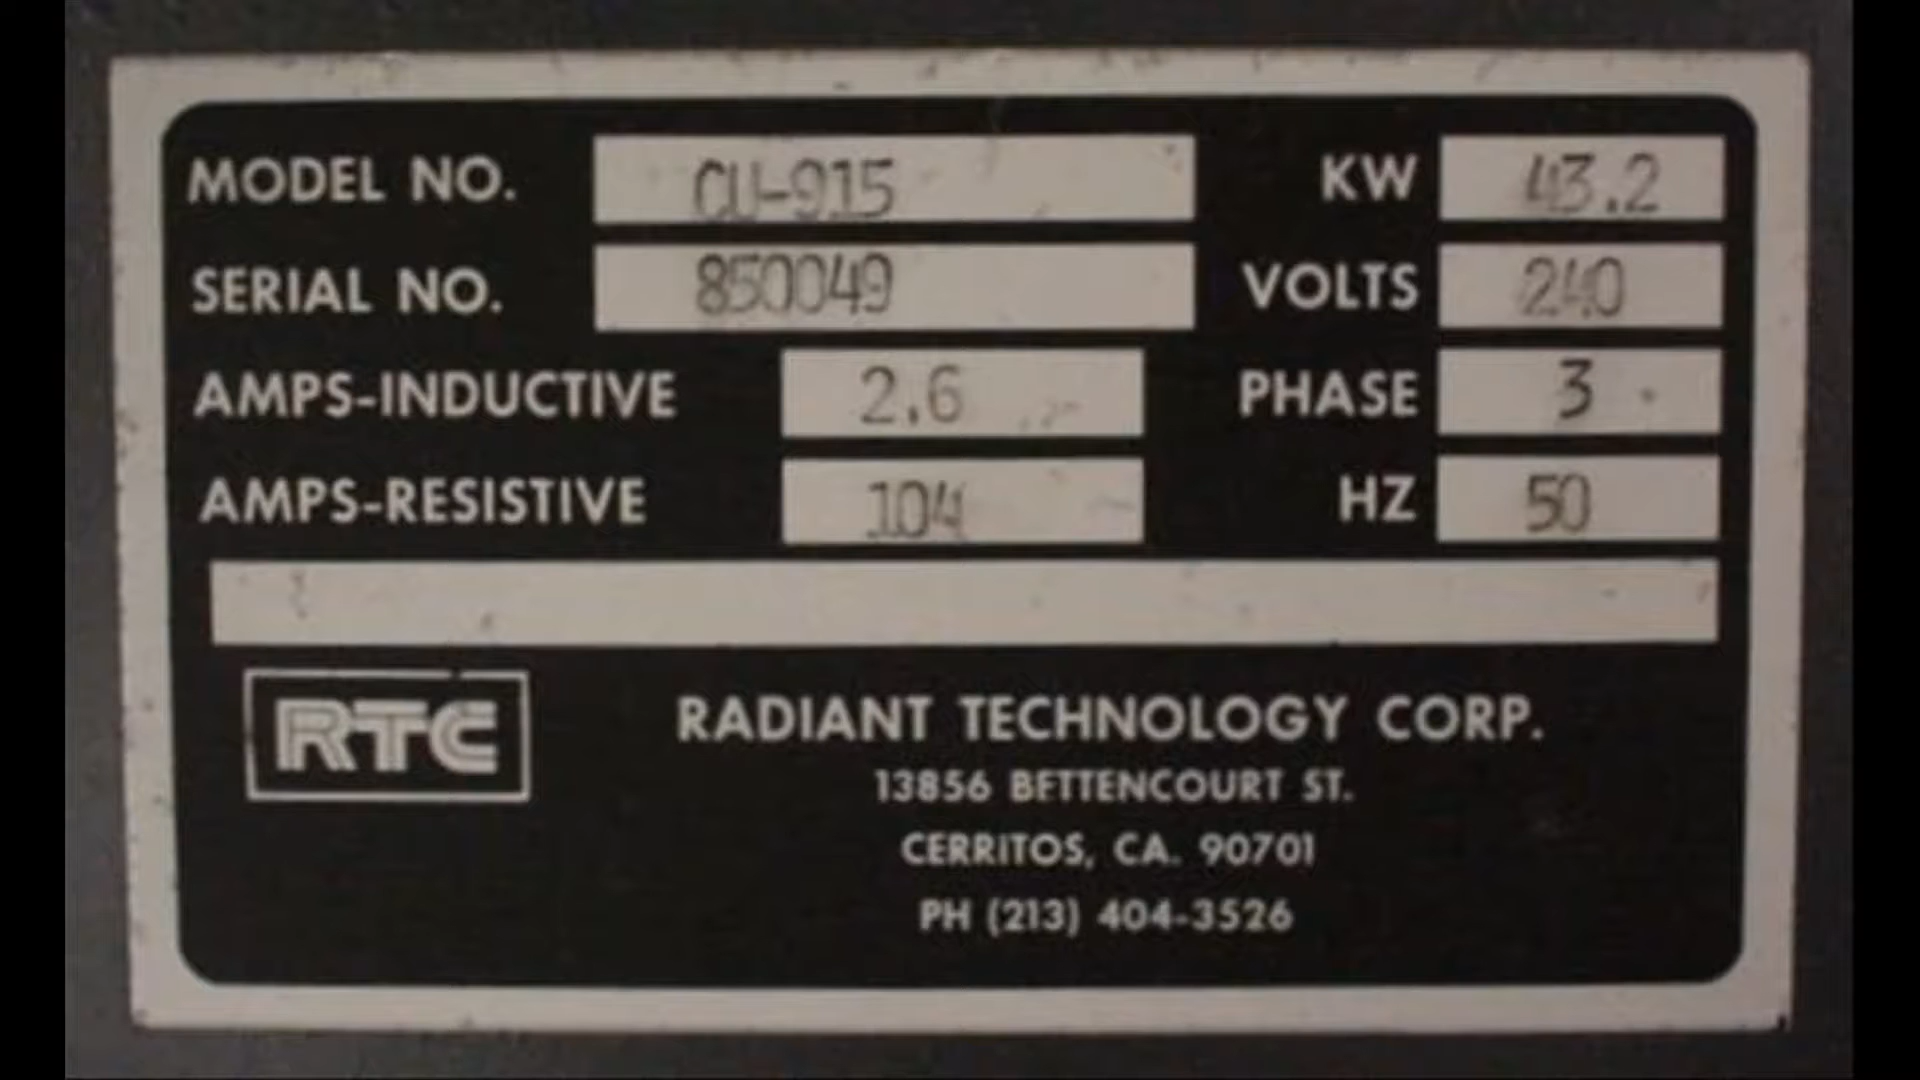 MODEL NO. CU-915 KW 43.2
SERIAL NO. 850049 VOLTS 240
AMPS-INDUCTIVE 2.6 PHASE 3
AMPS-RESISTIVE 104 HZ 50
RTC RADIANT TECHNOLOGY CORP.
13856 BETTENCOURT ST.
CERRITOS, CA. 90701
PH (213) 404-3526